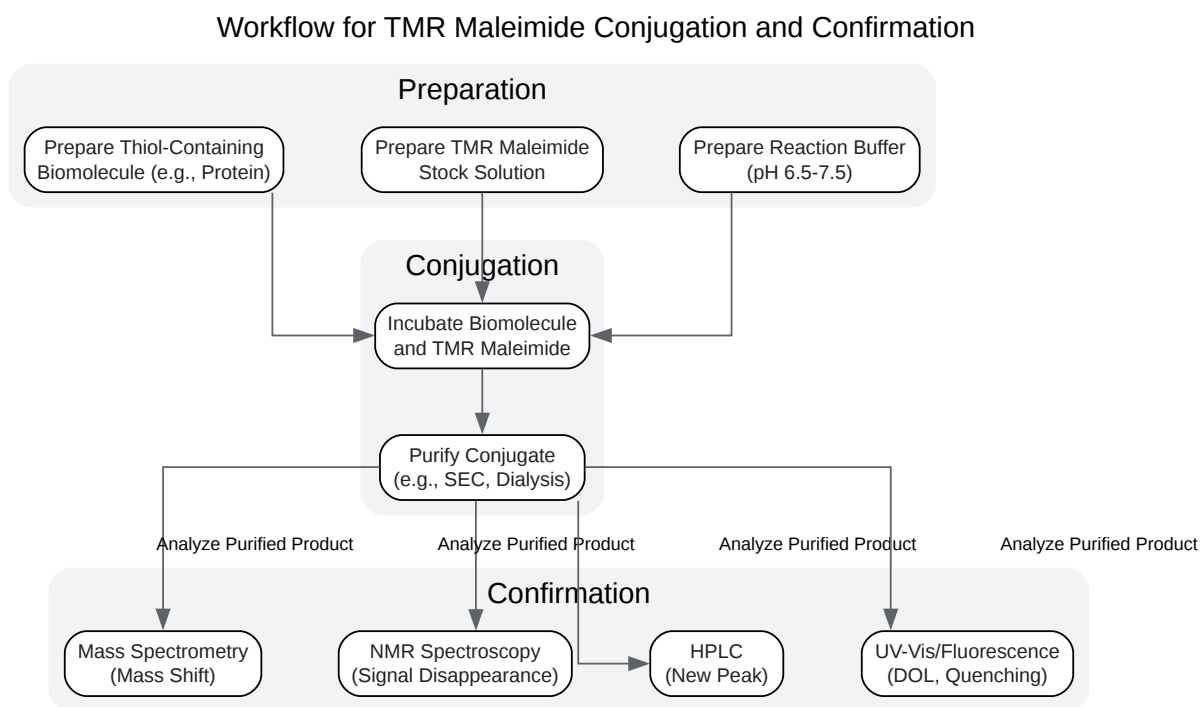 Workflow for TMR Maleimide Conjugation and Confirmation
Preparation
Prepare Thiol-Containing
Biomolecule (e.g., Protein)
Prepare TMR Maleimide
Stock Solution
Prepare Reaction Buffer
(pH 6.5-7.5)
Conjugation
Incubate Biomolecule
and TMR Maleimide
Purify Conjugate
(e.g., SEC, Dialysis)
Analyze Purified Product
Analyze Purified Product
Analyze Purified Product
Analyze Purified Product
Confirmation
Mass Spectrometry
(Mass Shift)
NMR Spectroscopy
(Signal Disappearance)
HPLC
(New Peak)
UV-Vis/Fluorescence
(DOL, Quenching)